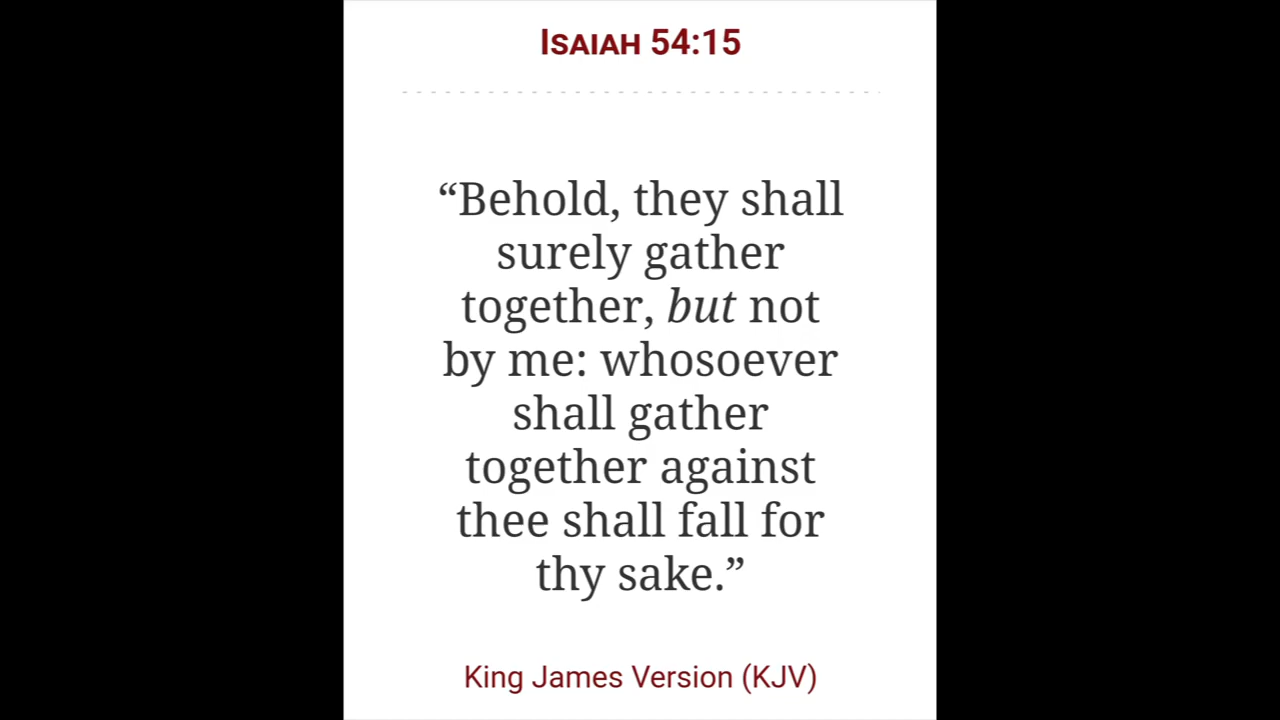 Isaiah 54:15
“Behold, they shall
surely gather
together, but not
by me: whosoever
shall gather
together against
thee shall fall for
thy sake.”
King James Version (KJV)